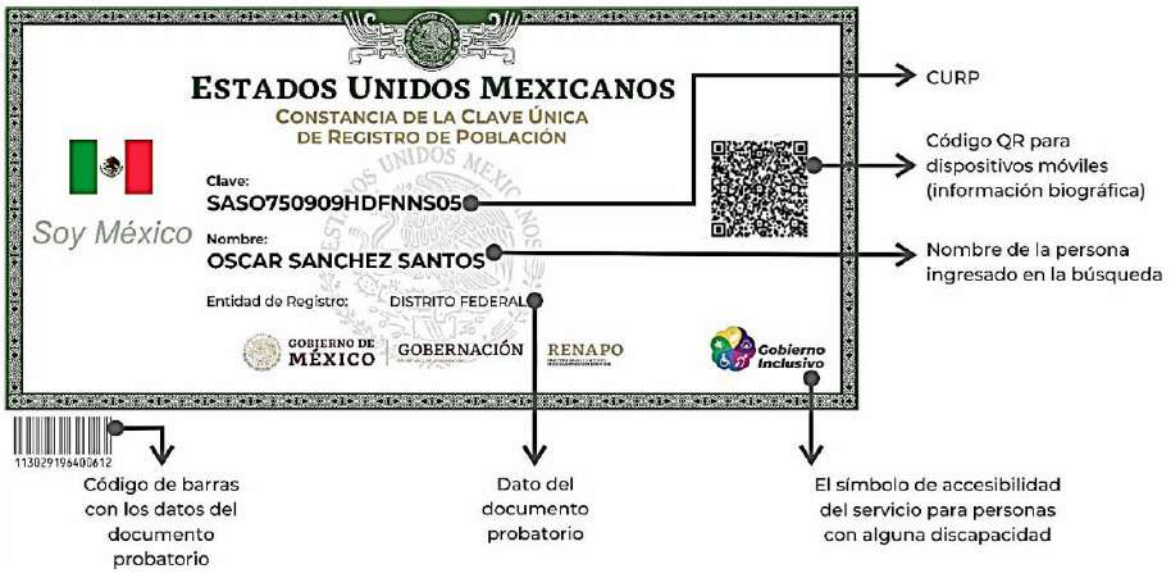 ESTADOS UNIDOS MEXICANOS
CONSTANCIA DE LA CLAVE ÚNICA
DE REGISTRO DE POBLACIÓN
Soy México
Clave:
SASO750909HDFNNS05
Nombre:
OSCAR SANCHEZ SANTOS
Entidad de Registro: DISTRITO FEDERAL
ESTADOS UNIDOS MEXICANOS
GOBIERNO DE
MÉXICO
GOBERNACIÓN
RENAPO
Gobierno
Inclusivo
113029196400612
CURP
Código QR para
dispositivos móviles
(información biográfica)
Nombre de la persona
ingresado en la búsqueda
Código de barras
con los datos del
documento
probatorio
Dato del
documento
probatorio
El símbolo de accesibilidad
del servicio para personas
con alguna discapacidad